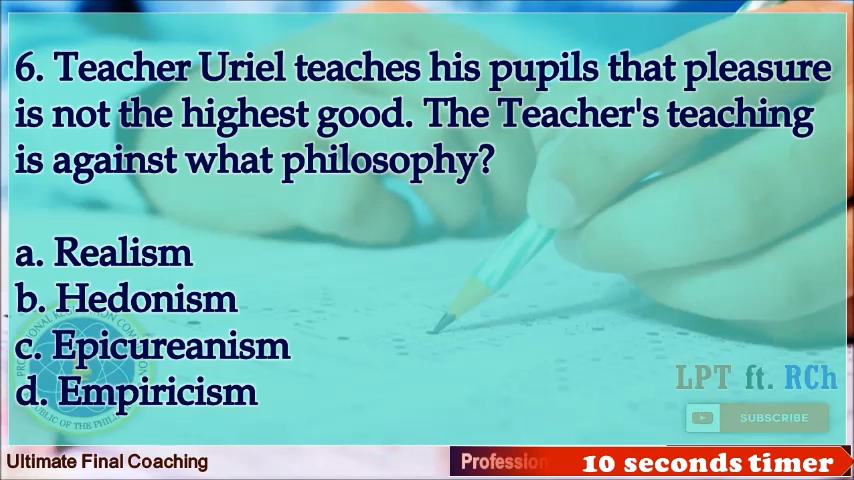 6. Teacher Uriel teaches his pupils that pleasure
is not the highest good. The Teacher's teaching
is against what philosophy?
a. Realism
b. Hedonism
c. Epicureanism
d. Empiricism
LPT ft. RCh
SUBSCRIBE
Ultimate Final Coaching
10 seconds timer